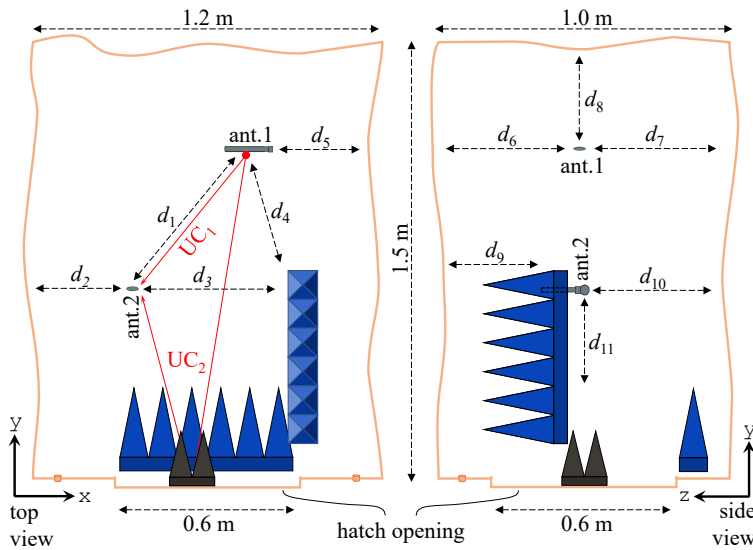 1.2 m
1.0 m
ant.1
d5
d1
d4
UC1
d2
d3
ant.2
UC2
y
x
top
view
0.6 m
hatch opening
1.5 m
d8
d6
d7
ant.1
d9
ant.2
d10
d11
y
z
side
view
0.6 m